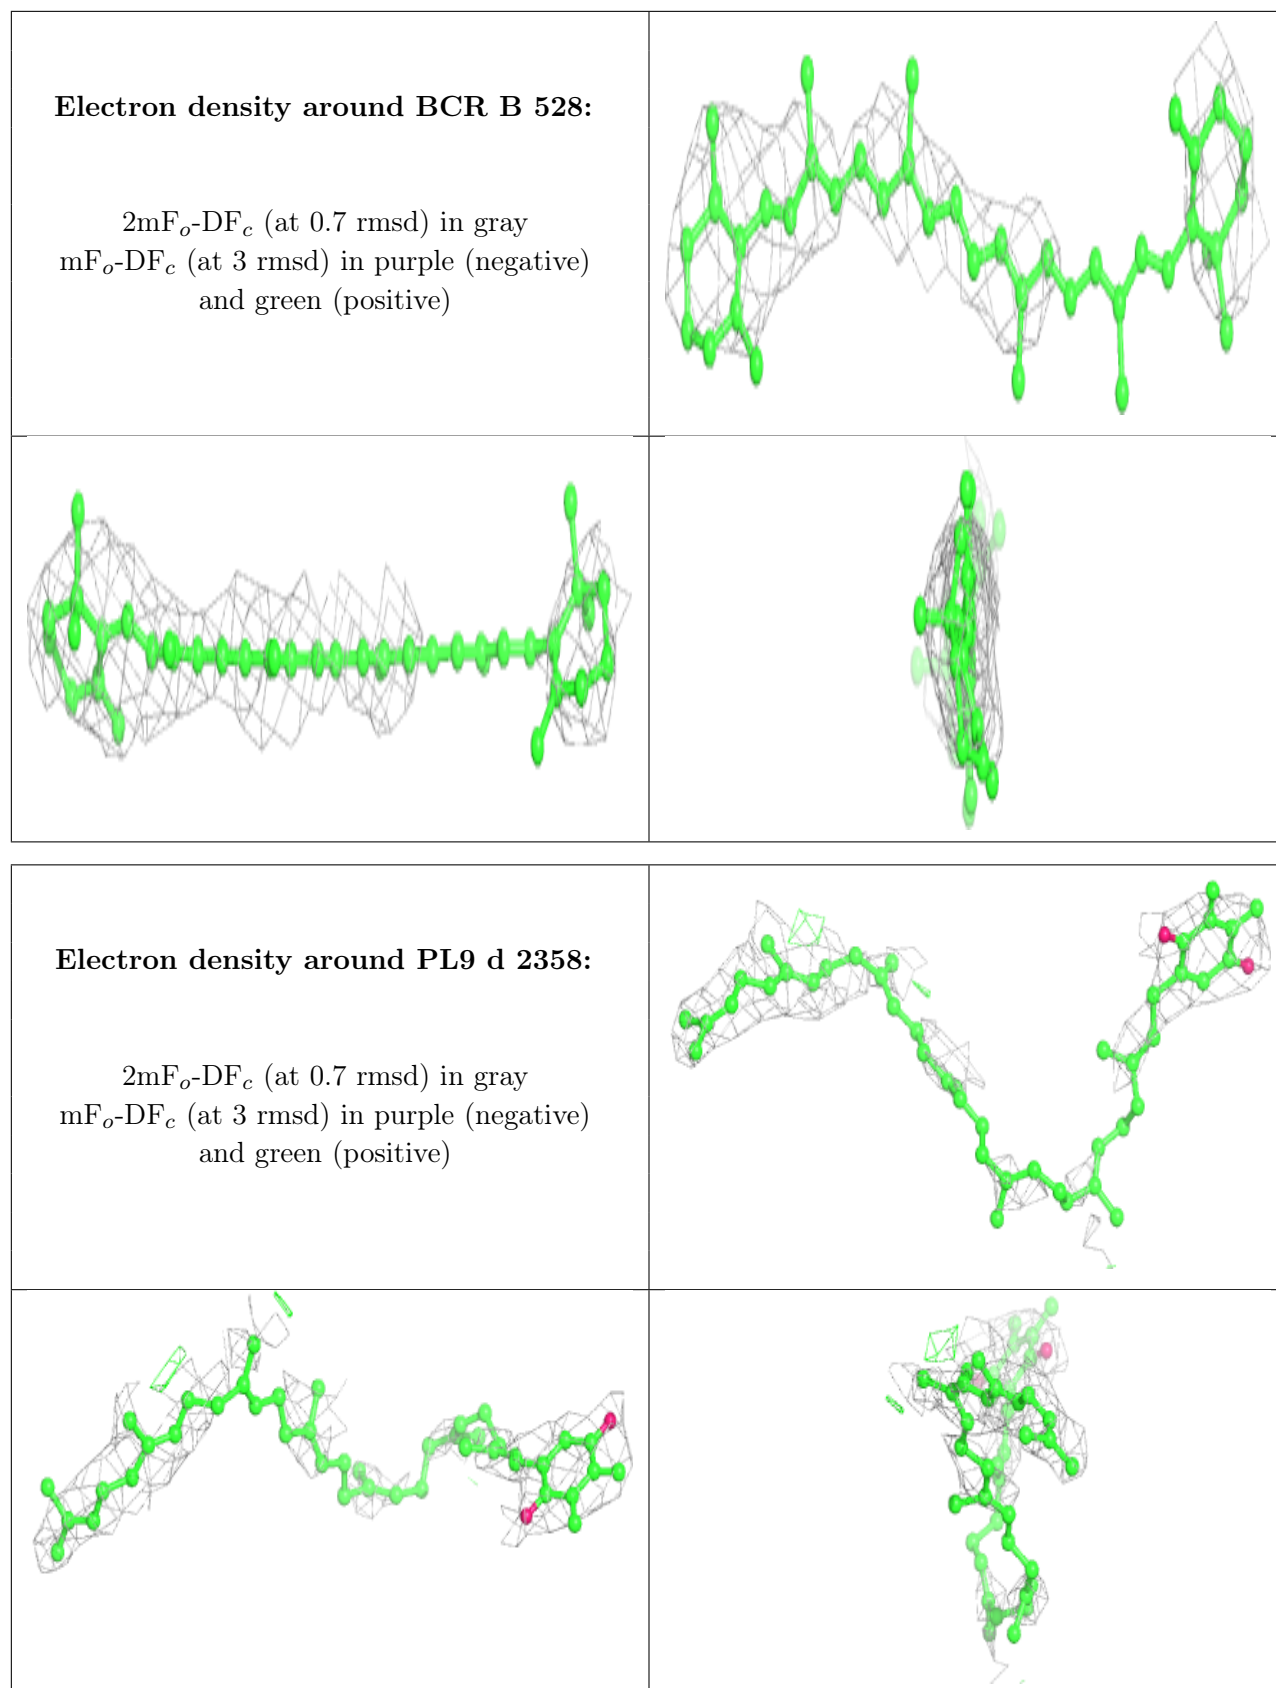 Electron density around BCR B 528:
2mFo-DFc (at 0.7 rmsd) in gray
mFo-DFc (at 3 rmsd) in purple (negative)
and green (positive)
Electron density around PL9 d 2358:
2mFo-DFc (at 0.7 rmsd) in gray
mFo-DFc (at 3 rmsd) in purple (negative)
and green (positive)